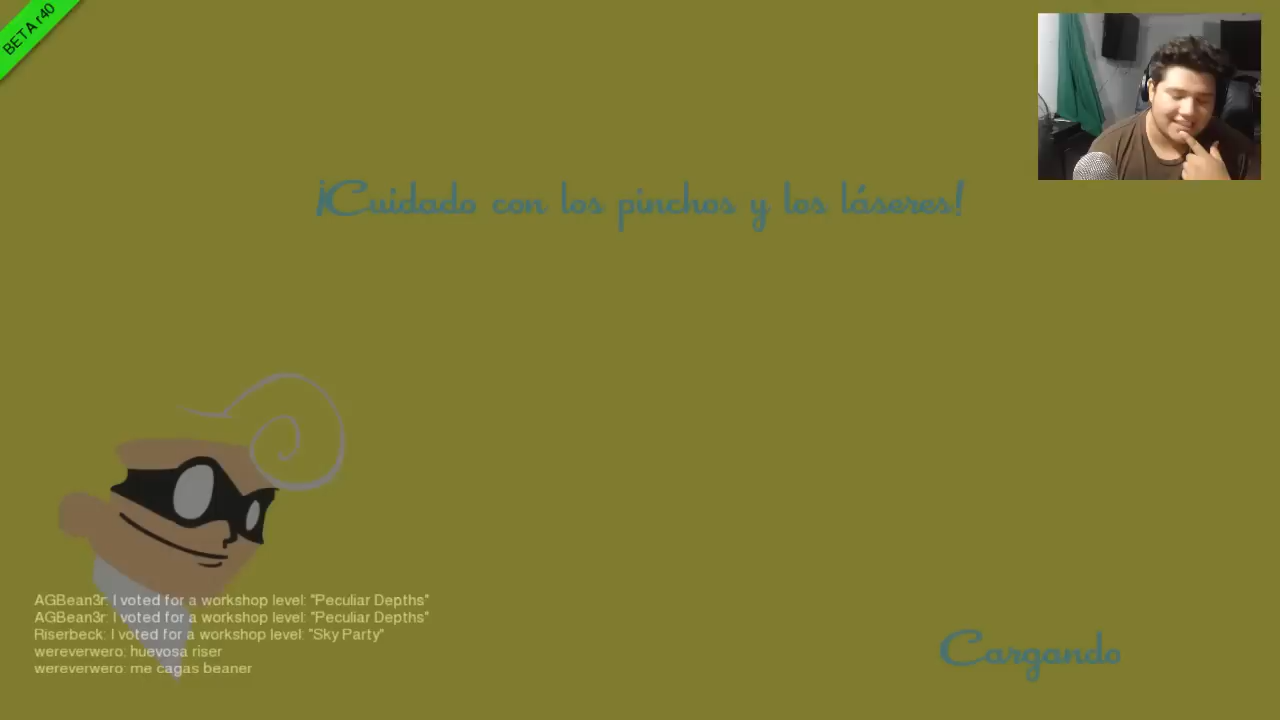 BETA r40
¡Cuidado con los pinchos y los láseres!
AGBean3r: I voted for a workshop level: "Peculiar Depths"
AGBean3r: I voted for a workshop level: "Peculiar Depths"
Riserbeck: I voted for a workshop level: "Sky Party"
wereverwero: huevosa riser
wereverwero: me cagas beaner
Cargando